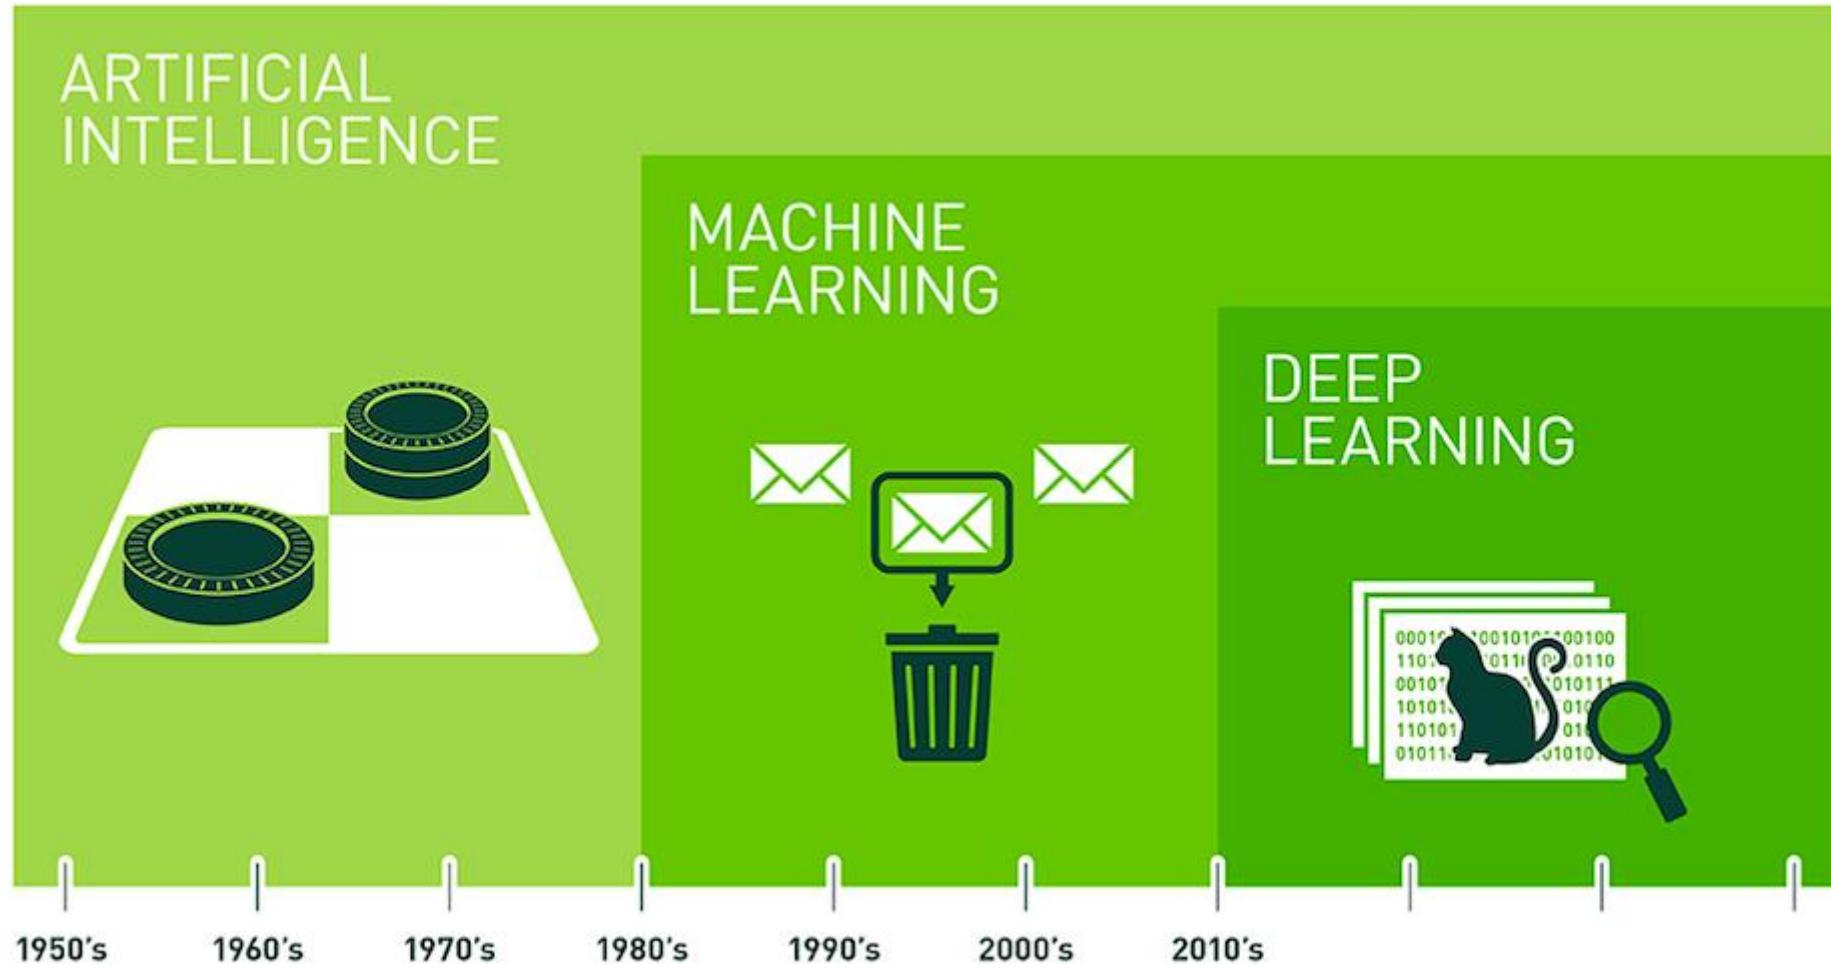 ARTIFICIAL
INTELLIGENCE
MACHINE
LEARNING
DEEP
LEARNING
1950's
1960's
1970's
1980's
1990's
2000's
2010's